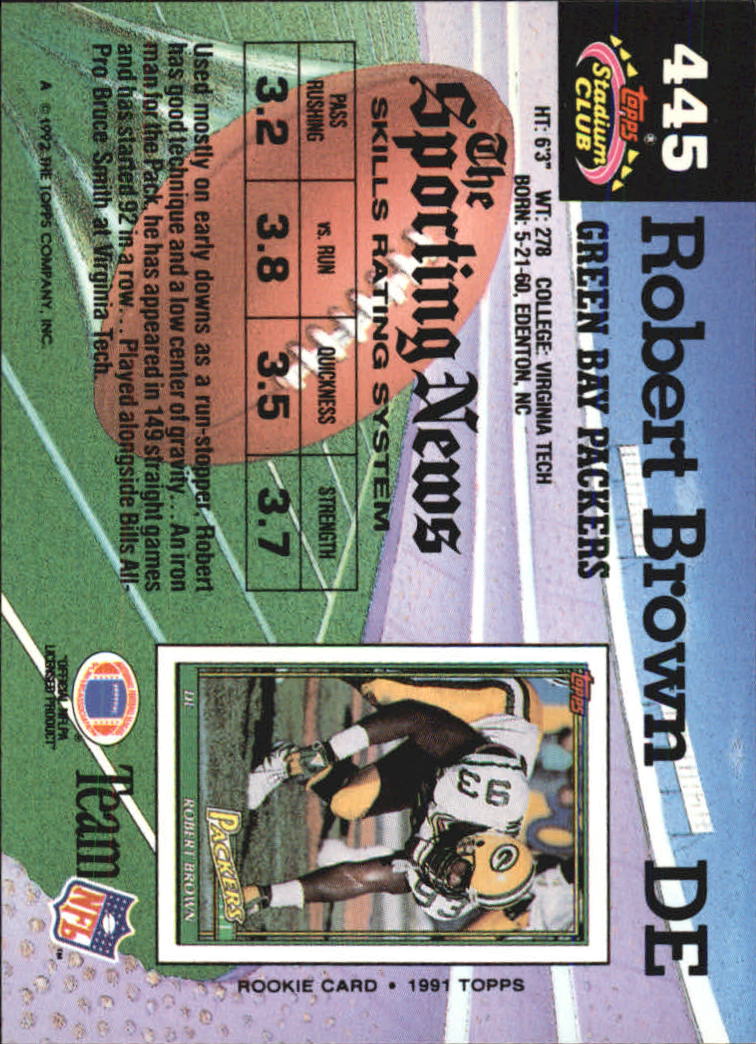 445
Robert Brown DE
TOPPS®
Stadium
CLUB
GREEN BAY PACKERS
HT: 6'3" WT: 278 COLLEGE: VIRGINIA TECH
BORN: 5-21-60, EDENTON, NC
The
Sporting News
SKILLS RATING SYSTEM
PASS RUSHING
vs. RUN
QUICKNESS
STRENGTH
3.2
3.8
3.5
3.7
Used mostly on early downs as a run-stopper, Robert
has good technique and a low center of gravity... An iron
man for the Pack, he has appeared in 149 straight games
and has started 92 in a row... Played alongside Bills All-
Pro Bruce Smith at Virginia Tech.
A © 1992 THE TOPPS COMPANY, INC.
TOPPS
93
93
G
PACKERS
DE
ROBERT BROWN
ROOKIE CARD • 1991 TOPPS
®
OFFICIAL NFLPA
LICENSED PRODUCT
Team
NFL
™